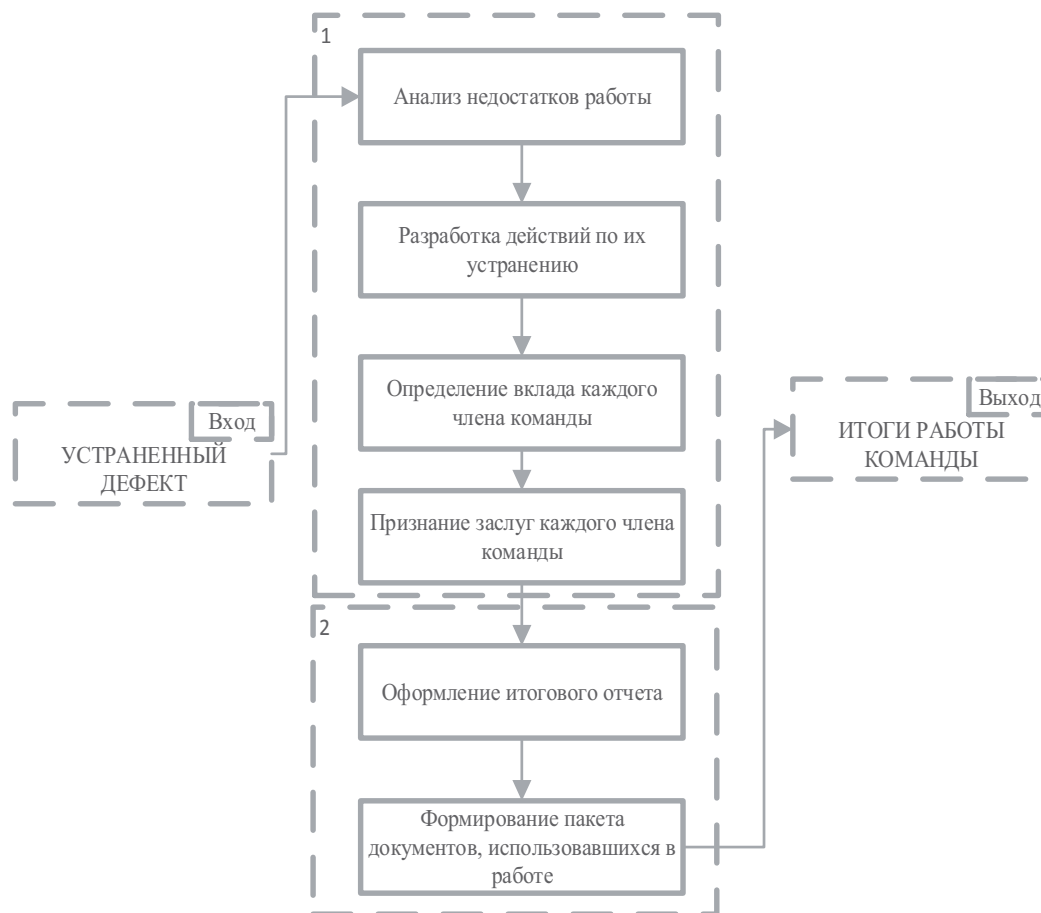 1
Анализ недостатков работы
Разработка действий по их
устранению
Определение вклада каждого
члена команды
Признание заслуг каждого члена
команды
Вход
УСТРАНЕННЫЙ
ДЕФЕКТ
Выход
ИТОГИ РАБОТЫ
КОМАНДЫ
2
Оформление итогового отчета
Формирование пакета
документов, использовавшихся в
работе